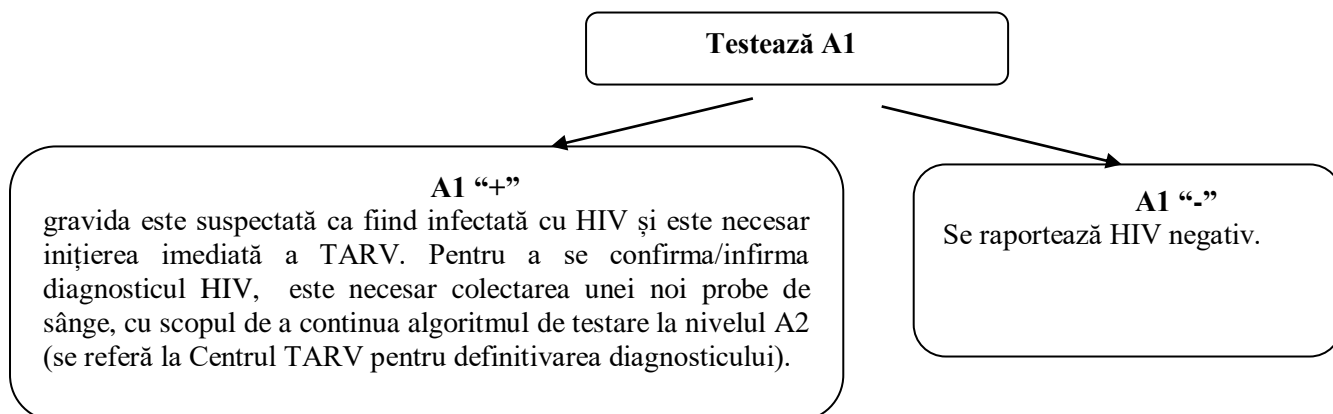 Testează A1
A1 “+”
gravida este suspectată ca fiind infectată cu HIV și este necesar
inițierea imediată a TARV. Pentru a se confirma/infirma
diagnosticul HIV, este necesar colectarea unei noi probe de
sânge, cu scopul de a continua algoritmul de testare la nivelul A2
(se referă la Centrul TARV pentru definitivarea diagnosticului).
A1 “-”
Se raportează HIV negativ.